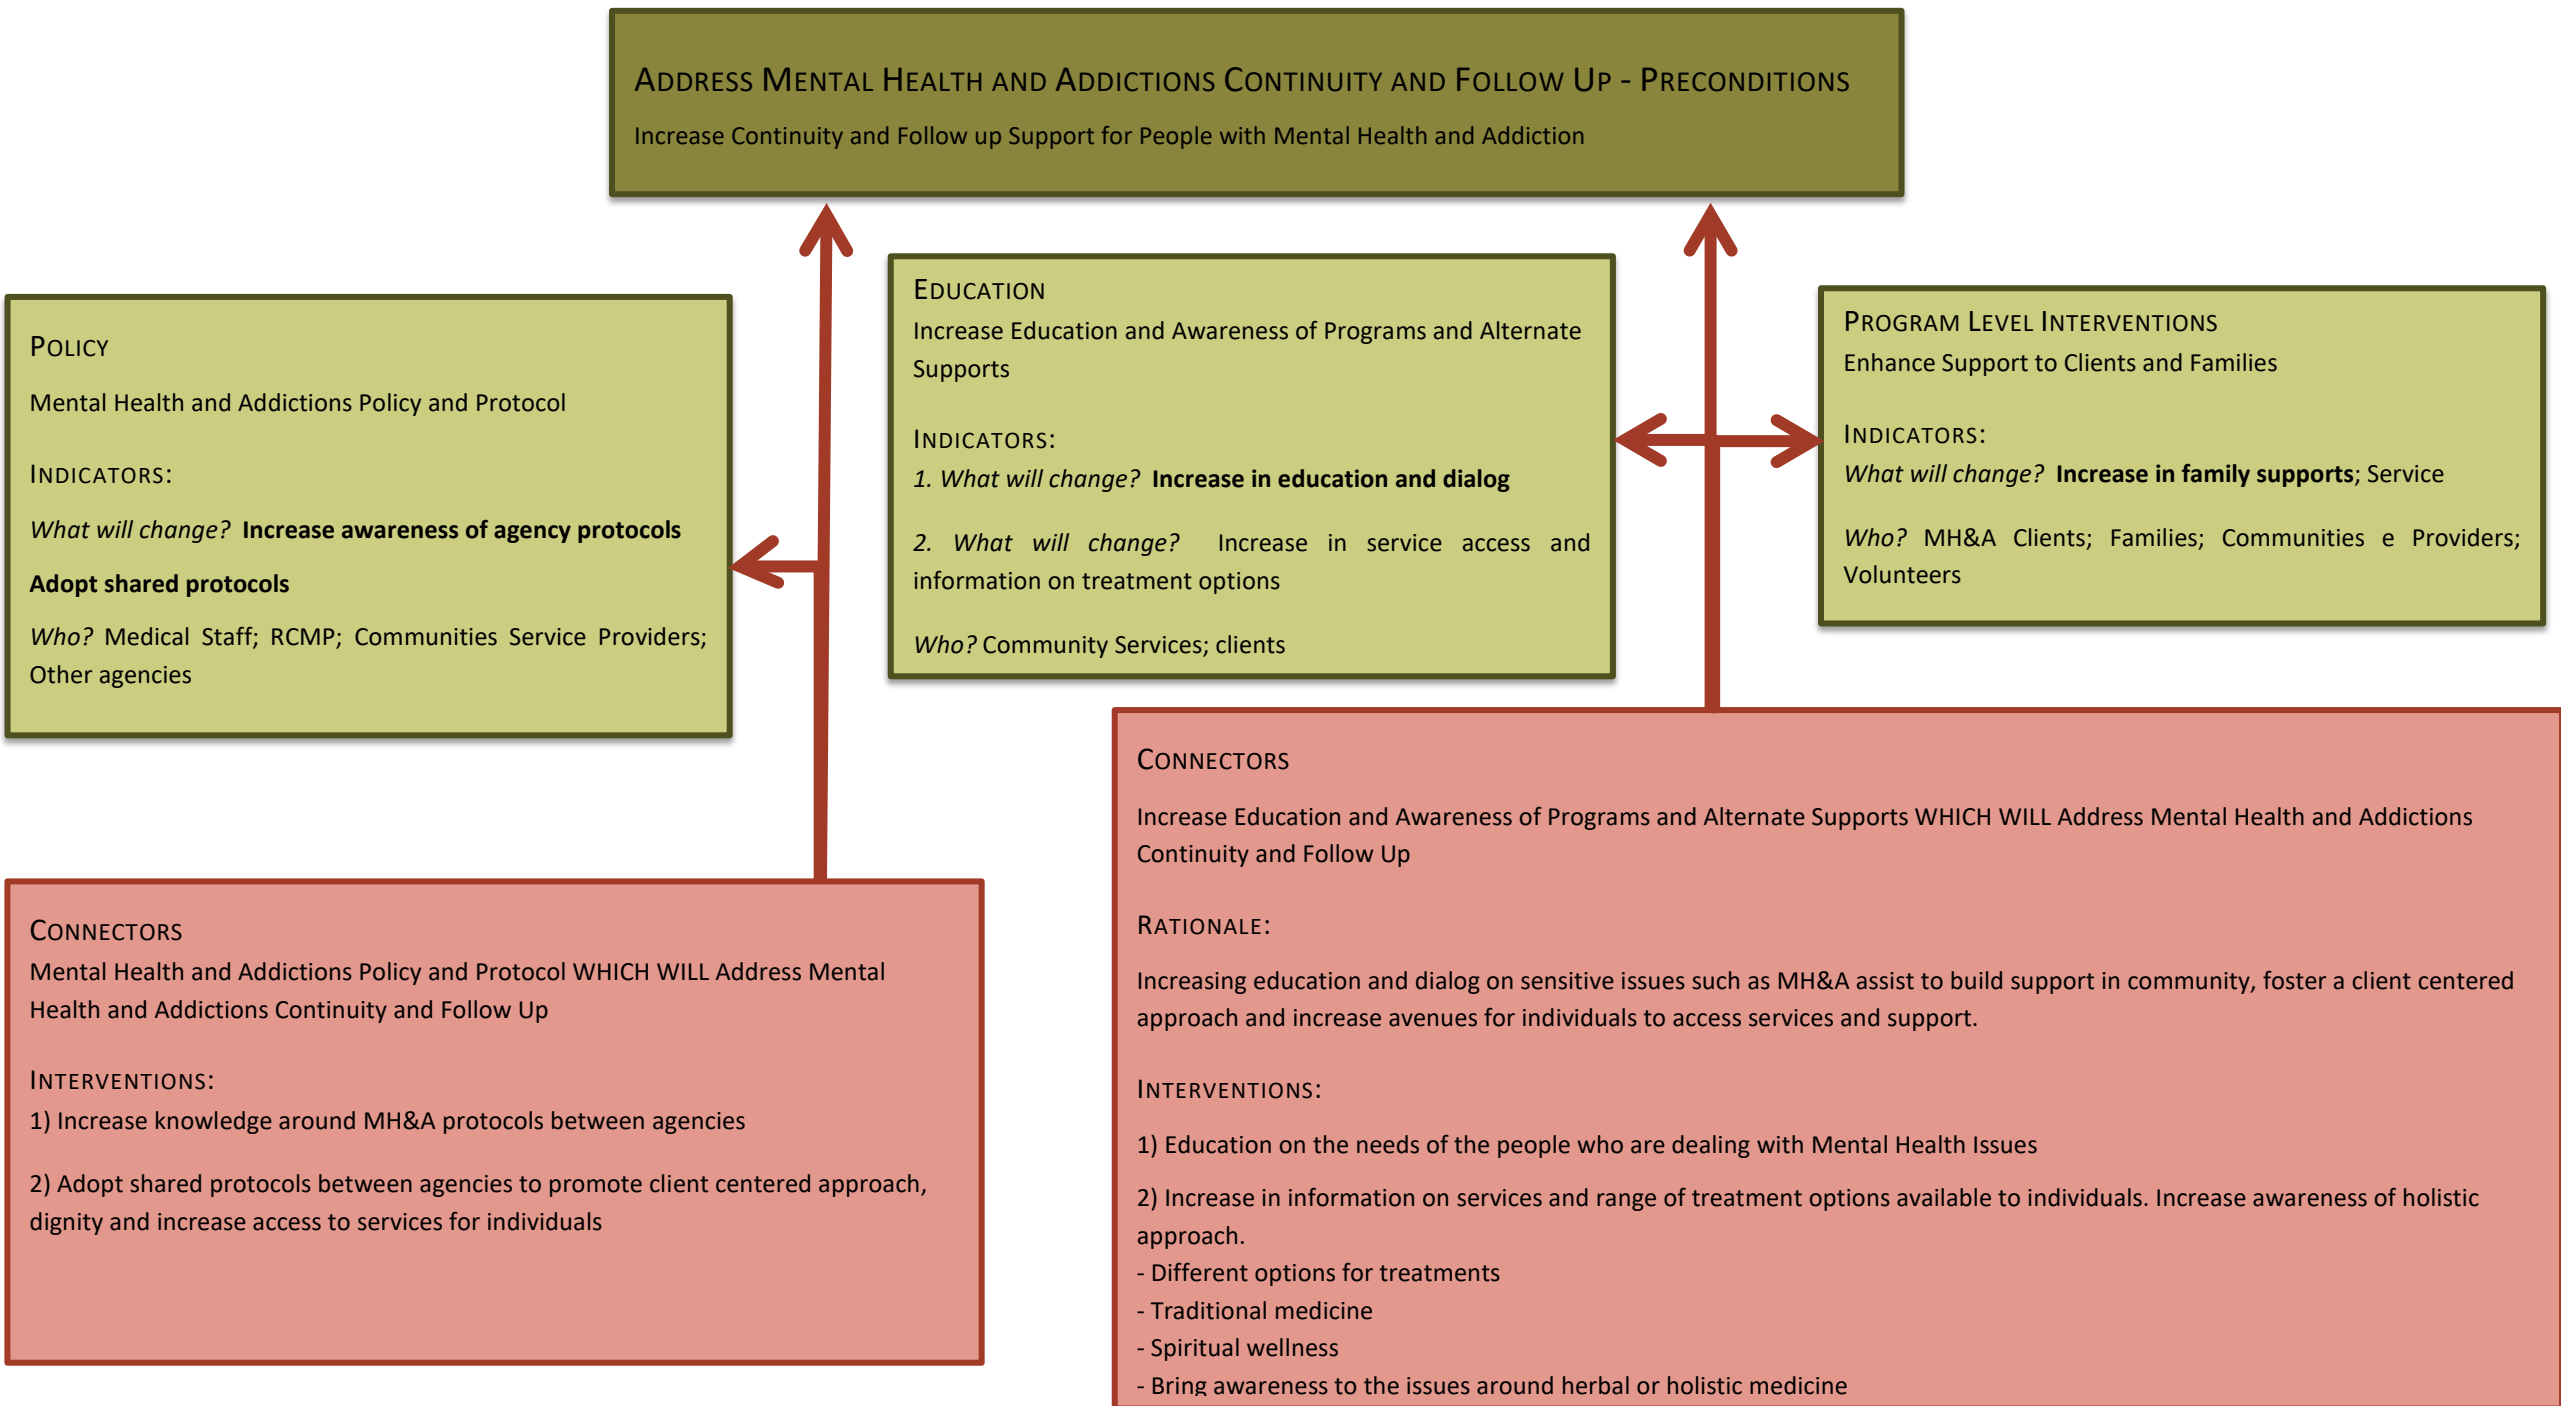 ADDRESS MENTAL HEALTH AND ADDICTIONS CONTINUITY AND FOLLOW UP - PRECONDITIONS
Increase Continuity and Follow up Support for People with Mental Health and Addiction
POLICY
Mental Health and Addictions Policy and Protocol
INDICATORS:
What will change? Increase awareness of agency protocols
Adopt shared protocols
Who? Medical Staff; RCMP; Communities Service Providers;
Other agencies
EDUCATION
Increase Education and Awareness of Programs and Alternate
Supports
INDICATORS:
1. What will change? Increase in education and dialog
2. What will change? Increase in service access and
information on treatment options
Who? Community Services; clients
PROGRAM LEVEL INTERVENTIONS
Enhance Support to Clients and Families
INDICATORS:
What will change? Increase in family supports; Service
Who? MH&A Clients; Families; Communities e Providers;
Volunteers
CONNECTORS
Mental Health and Addictions Policy and Protocol WHICH WILL Address Mental
Health and Addictions Continuity and Follow Up
INTERVENTIONS:
1) Increase knowledge around MH&A protocols between agencies
2) Adopt shared protocols between agencies to promote client centered approach,
dignity and increase access to services for individuals
CONNECTORS
Increase Education and Awareness of Programs and Alternate Supports WHICH WILL Address Mental Health and Addictions
Continuity and Follow Up
RATIONALE:
Increasing education and dialog on sensitive issues such as MH&A assist to build support in community, foster a client centered
approach and increase avenues for individuals to access services and support.
INTERVENTIONS:
1) Education on the needs of the people who are dealing with Mental Health Issues
2) Increase in information on services and range of treatment options available to individuals. Increase awareness of holistic
approach.
- Different options for treatments
- Traditional medicine
- Spiritual wellness
- Bring awareness to the issues around herbal or holistic medicine